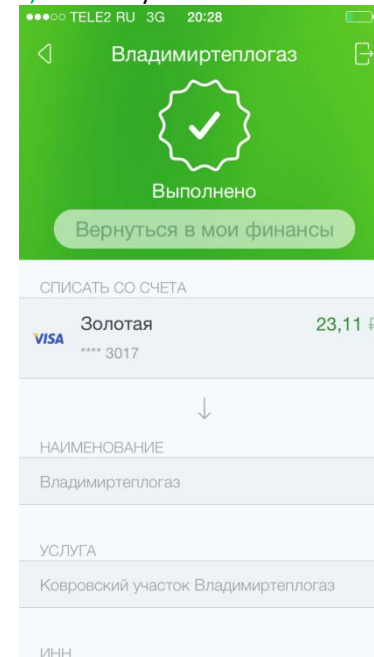 TELE2 RU 3G 20:28
Владимиртеплогаз
Выполнено
Вернуться в мои финансы
СПИСАТЬ СО СЧЕТА
Золотая 23,11 ₽
VISA
**** 3017
НАИМЕНОВАНИЕ
Владимиртеплогаз
УСЛУГА
Ковровский участок Владимиртеплогаз
ИНН